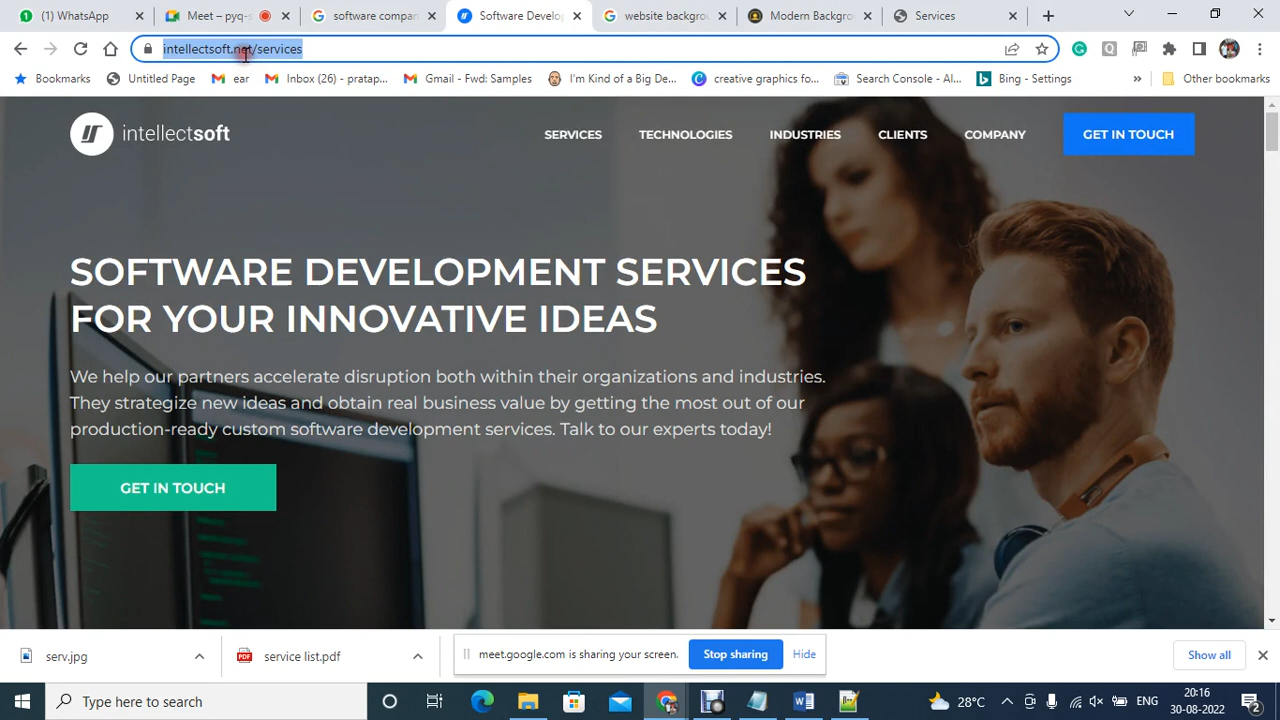 (1) WhatsApp
Meet – pyq-s
software compan
Software Develo
website backgrou
Modern Backgro
Services
intellectsoft.net/services
Bookmarks
Untitled Page
ear
Inbox (26) - pratap...
Gmail - Fwd: Samples
I'm Kind of a Big De...
creative graphics fo...
Search Console - Al...
Bing - Settings
»
Other bookmarks
intellectsoft
SERVICES
TECHNOLOGIES
INDUSTRIES
CLIENTS
COMPANY
GET IN TOUCH
SOFTWARE DEVELOPMENT SERVICES
FOR YOUR INNOVATIVE IDEAS
We help our partners accelerate disruption both within their organizations and industries.
They strategize new ideas and obtain real business value by getting the most out of our
production-ready custom software development services. Talk to our experts today!
GET IN TOUCH
serv.jpg
service list.pdf
meet.google.com is sharing your screen.
Stop sharing
Hide
Show all
Type here to search
28°C
ENG
20:16
30-08-2022
2